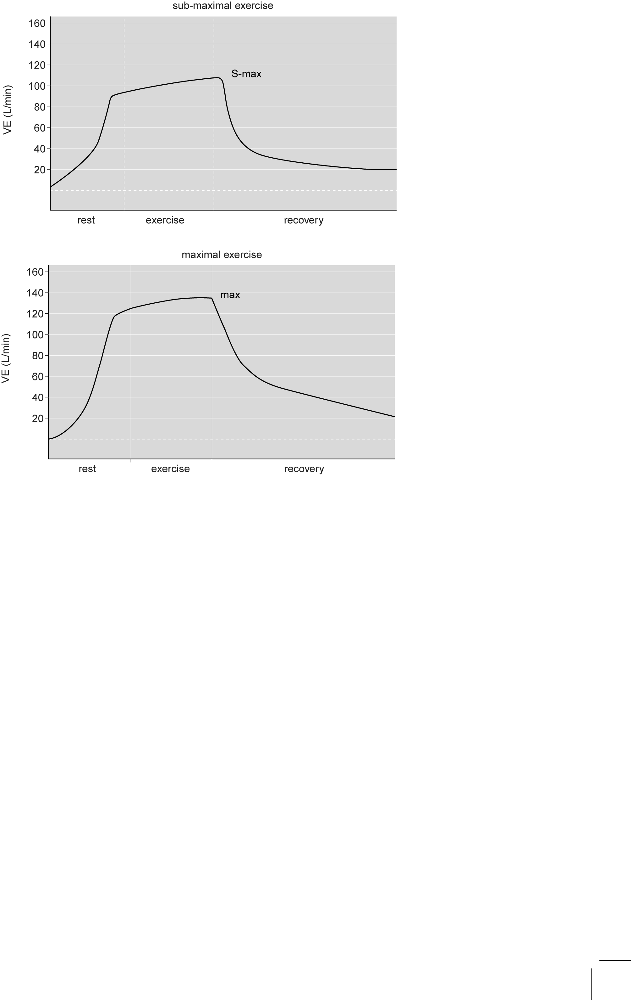 sub-maximal exercise
160
140
120
100
80
60
40
20
VE (L/min)
S-max
rest exercise recovery
maximal exercise
160
140
120
100
80
60
40
20
VE (L/min)
max
rest exercise recovery